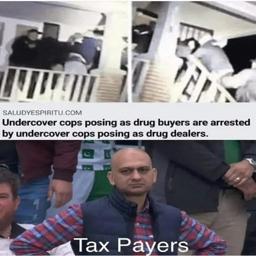 SALUDYESPIRITU.COM
Undercover cops posing as drug buyers are arrested
by undercover cops posing as drug dealers.
Tax Payers